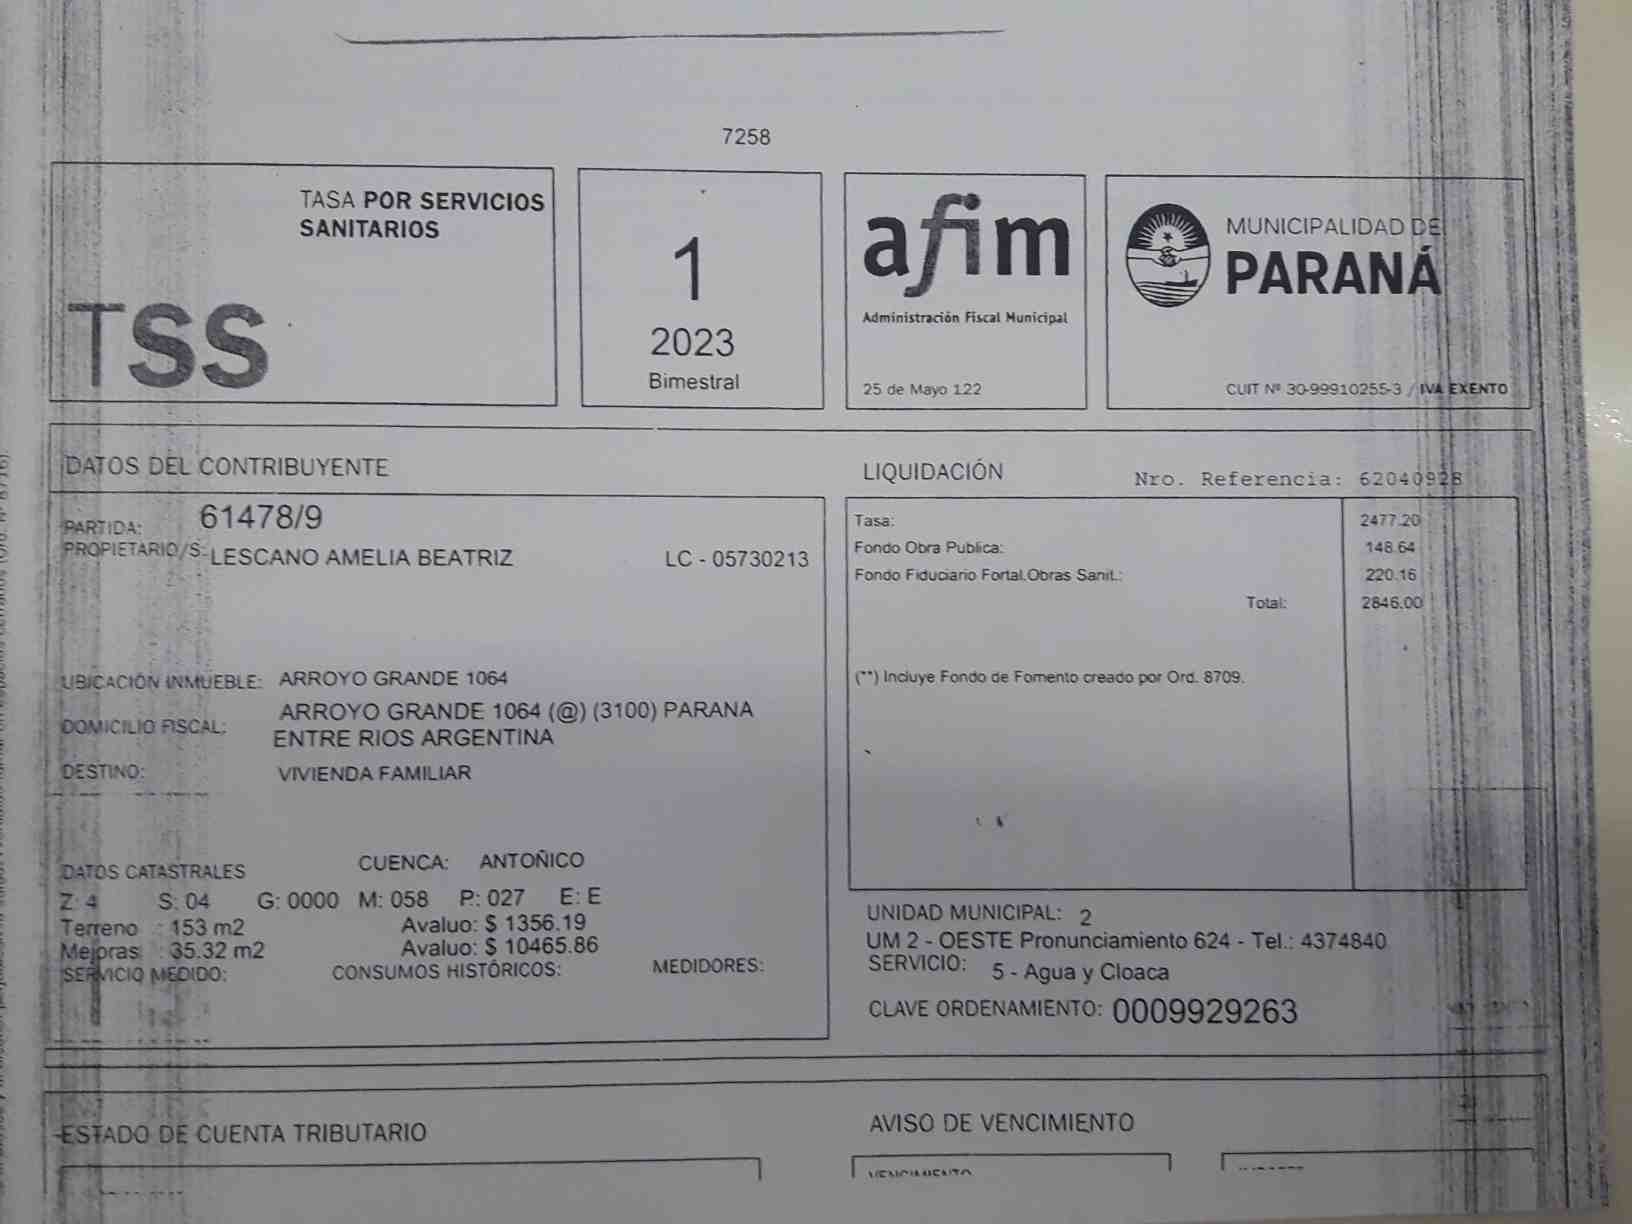 7258
TASA POR SERVICIOS
SANITARIOS
TSS
1
2023
Bimestral
afim
Administración Fiscal Municipal
25 de Mayo 122
MUNICIPALIDAD DE
PARANÁ
CUIT Nº 30-99910255-3 / IVA EXENTO
DATOS DEL CONTRIBUYENTE
PARTIDA: 61478/9
PROPIETARIO/S: LESCANO AMELIA BEATRIZ LC - 05730213
UBICACIÓN INMUEBLE: ARROYO GRANDE 1064
DOMICILIO FISCAL: ARROYO GRANDE 1064 (@) (3100) PARANA
ENTRE RIOS ARGENTINA
DESTINO: VIVIENDA FAMILIAR
DATOS CATASTRALES CUENCA: ANTOÑICO
Z: 4 S: 04 G: 0000 M: 058 P.: 027 E: E
Terreno : 153 m2 Avaluo: $ 1356.19
Mejoras : 35.32 m2 Avaluo: $ 10465.86
SERVICIO MEDIDO: CONSUMOS HISTÓRICOS: MEDIDORES:
LIQUIDACIÓN Nro. Referencia: 62040928
Tasa: 2477.20
Fondo Obra Publica: 148.64
Fondo Fiduciario Fortal.Obras Sanit.: 220.16
Total: 2846.00
(**) Incluye Fondo de Fomento creado por Ord. 8709.
UNIDAD MUNICIPAL: 2
UM 2 - OESTE Pronunciamiento 624 - Tel.: 4374840
SERVICIO: 5 - Agua y Cloaca
CLAVE ORDENAMIENTO: 0009929263
ESTADO DE CUENTA TRIBUTARIO
AVISO DE VENCIMIENTO
VENCIMIENTO